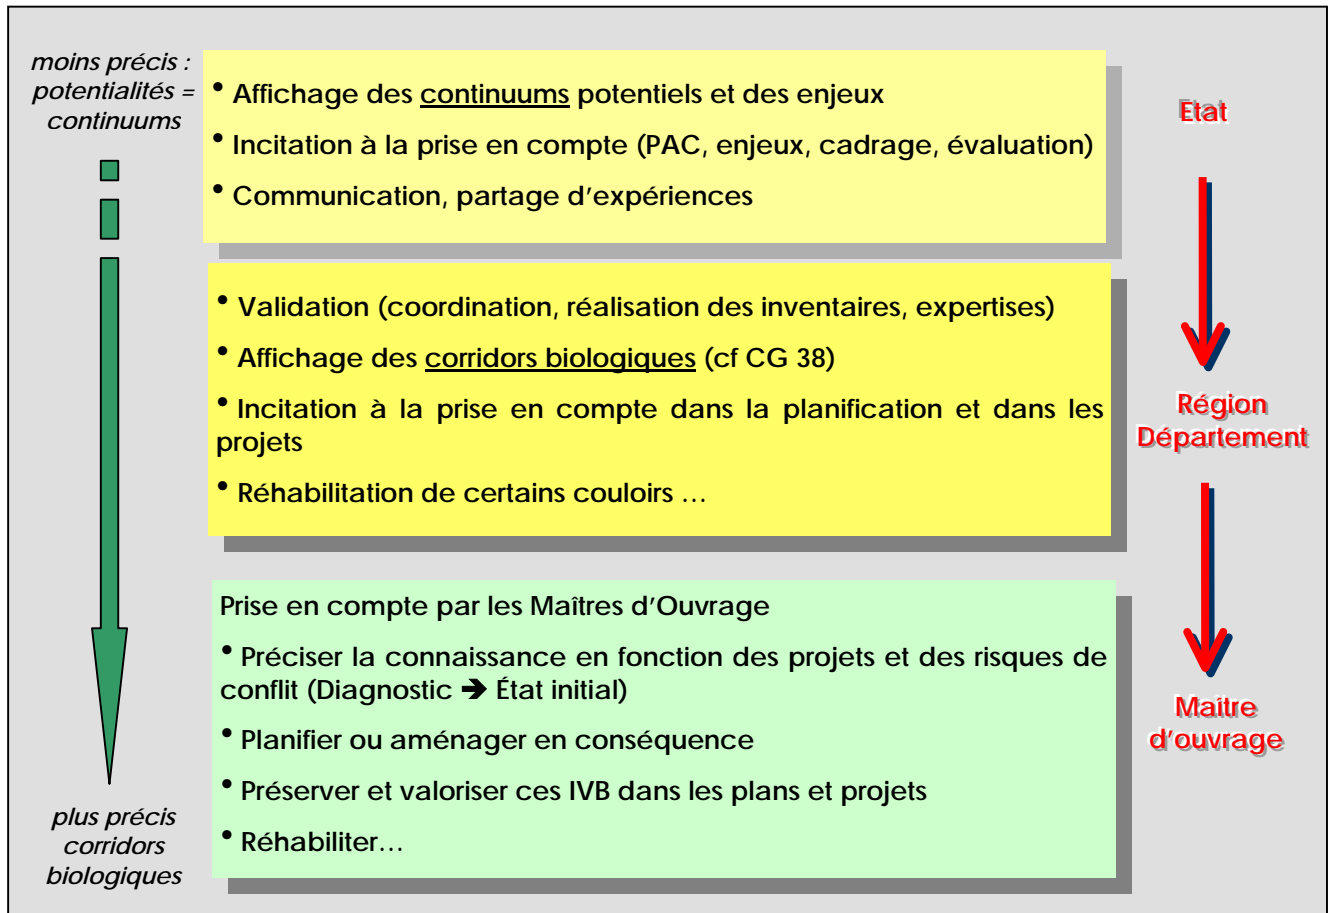 moins précis :
potentialités =
continuums
• Affichage des continuums potentiels et des enjeux
• Incitation à la prise en compte (PAC, enjeux, cadrage, évaluation)
• Communication, partage d'expériences
Etat
• Validation (coordination, réalisation des inventaires, expertises)
• Affichage des corridors biologiques (cf CG 38)
• Incitation à la prise en compte dans la planification et dans les
projets
• Réhabilitation de certains couloirs …
Région
Département
Prise en compte par les Maîtres d'Ouvrage
• Préciser la connaissance en fonction des projets et des risques de
conflit (Diagnostic ➔ État initial)
• Planifier ou aménager en conséquence
• Préserver et valoriser ces IVB dans les plans et projets
• Réhabiliter…
Maître
d'ouvrage
plus précis
corridors
biologiques